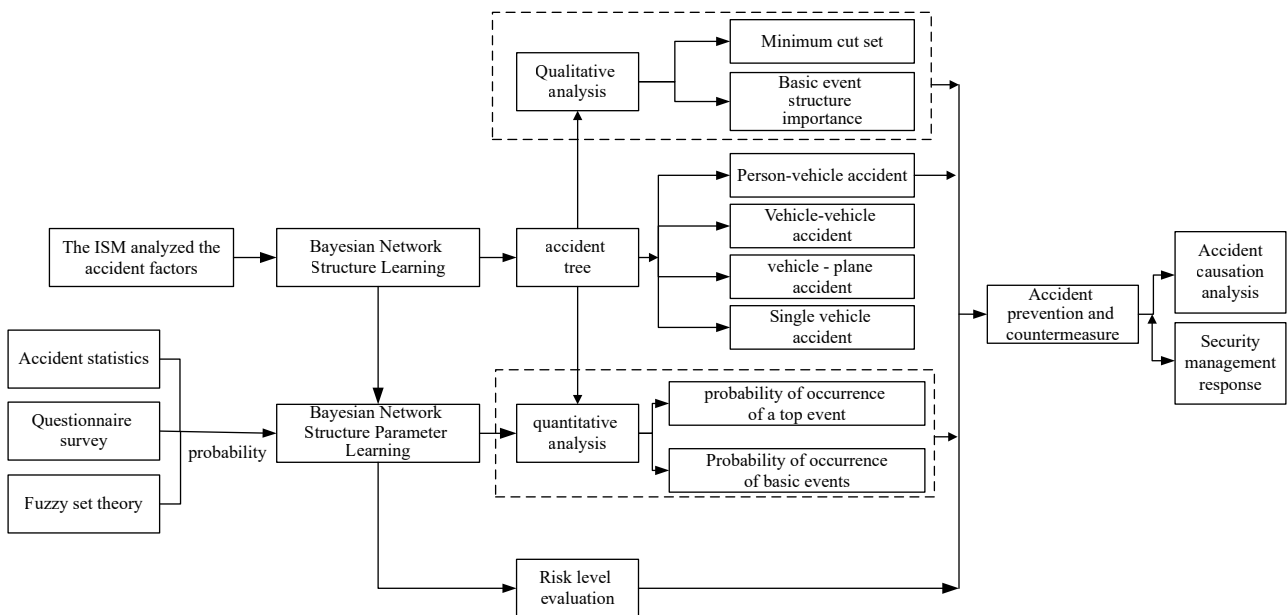 Minimum cut set
Qualitative
analysis
Basic event
structure
importance
Person-vehicle accident
Vehicle-vehicle
accident
The ISM analyzed the
accident factors
Bayesian Network
Structure Learning
accident
tree
vehicle - plane
accident
Single vehicle
accident
Accident
prevention and
countermeasure
Accident
causation
analysis
Security
management
response
Accident statistics
Questionnaire
survey
Fuzzy set theory
probability
Bayesian Network
Structure Parameter
Learning
quantitative
analysis
probability of occurrence
of a top event
Probability of occurrence
of basic events
Risk level
evaluation